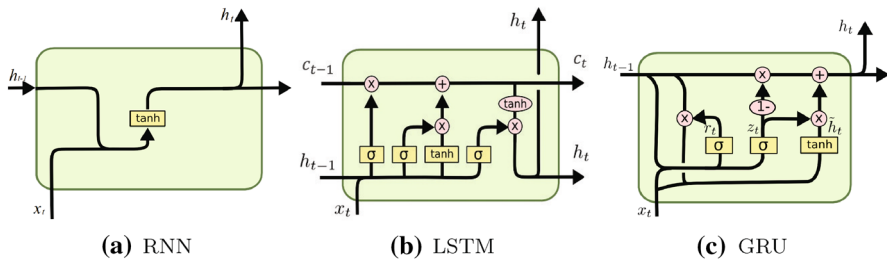 h_t
h_{t-1}
tanh
x_t
(a) RNN
h_t
c_{t-1}
c_t
x
+
tanh
x
x
σ
σ
tanh
σ
h_{t-1}
h_t
x_t
(b) LSTM
h_t
h_{t-1}
x
+
1-
x
r_t
z_t
x
h̃_t
σ
σ
tanh
x_t
(c) GRU